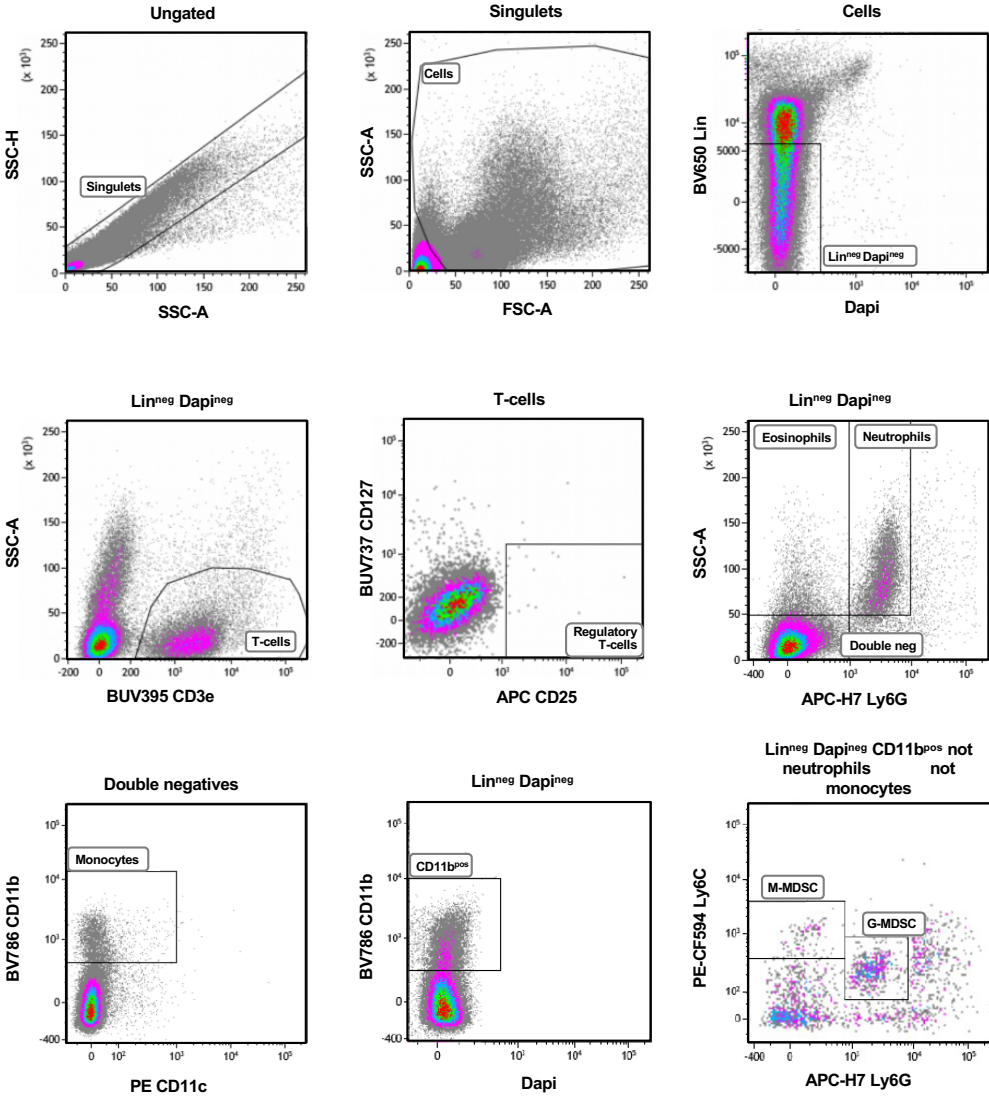 Ungated
(x 10³)
250
200
150
100
50
0
SSC-H
Singulets
0 50 100 150 200 250
SSC-A
Singulets
(x 10³)
250
200
150
100
50
0
SSC-A
Cells
0 50 100 150 200 250
FSC-A
Cells
10⁵
10⁴
5000
0
-5000
BV650 Lin
Linⁿᵉᵍ Dapiⁿᵉᵍ
0 10³ 10⁴ 10⁵
Dapi
Linⁿᵉᵍ Dapiⁿᵉᵍ
(x 10³)
250
200
150
100
50
0
SSC-A
T-cells
-200 0 200 10³ 10⁴ 10⁵
BUV395 CD3e
T-cells
10⁵
10⁴
10³
200
0
-200
BUV737 CD127
Regulatory
T-cells
0 10³ 10⁴ 10⁵
APC CD25
Linⁿᵉᵍ Dapiⁿᵉᵍ
(x 10³)
250
200
150
100
50
0
SSC-A
Eosinophils
Neutrophils
Double neg
-400 0 10³ 10⁴ 10⁵
APC-H7 Ly6G
Double negatives
10⁵
10⁴
10³
0
-400
BV786 CD11b
Monocytes
0 10² 10³ 10⁴ 10⁵
PE CD11c
Linⁿᵉᵍ Dapiⁿᵉᵍ
10⁵
10⁴
10³
0
-400
BV786 CD11b
CD11bᵖᵒˢ
0 10³ 10⁴ 10⁵
Dapi
Linⁿᵉᵍ Dapiⁿᵉᵍ CD11bᵖᵒˢ not
neutrophils not
monocytes
10⁵
10⁴
10³
10²
0
PE-CF594 Ly6C
M-MDSC
G-MDSC
-400 0 10³ 10⁴ 10⁵
APC-H7 Ly6G